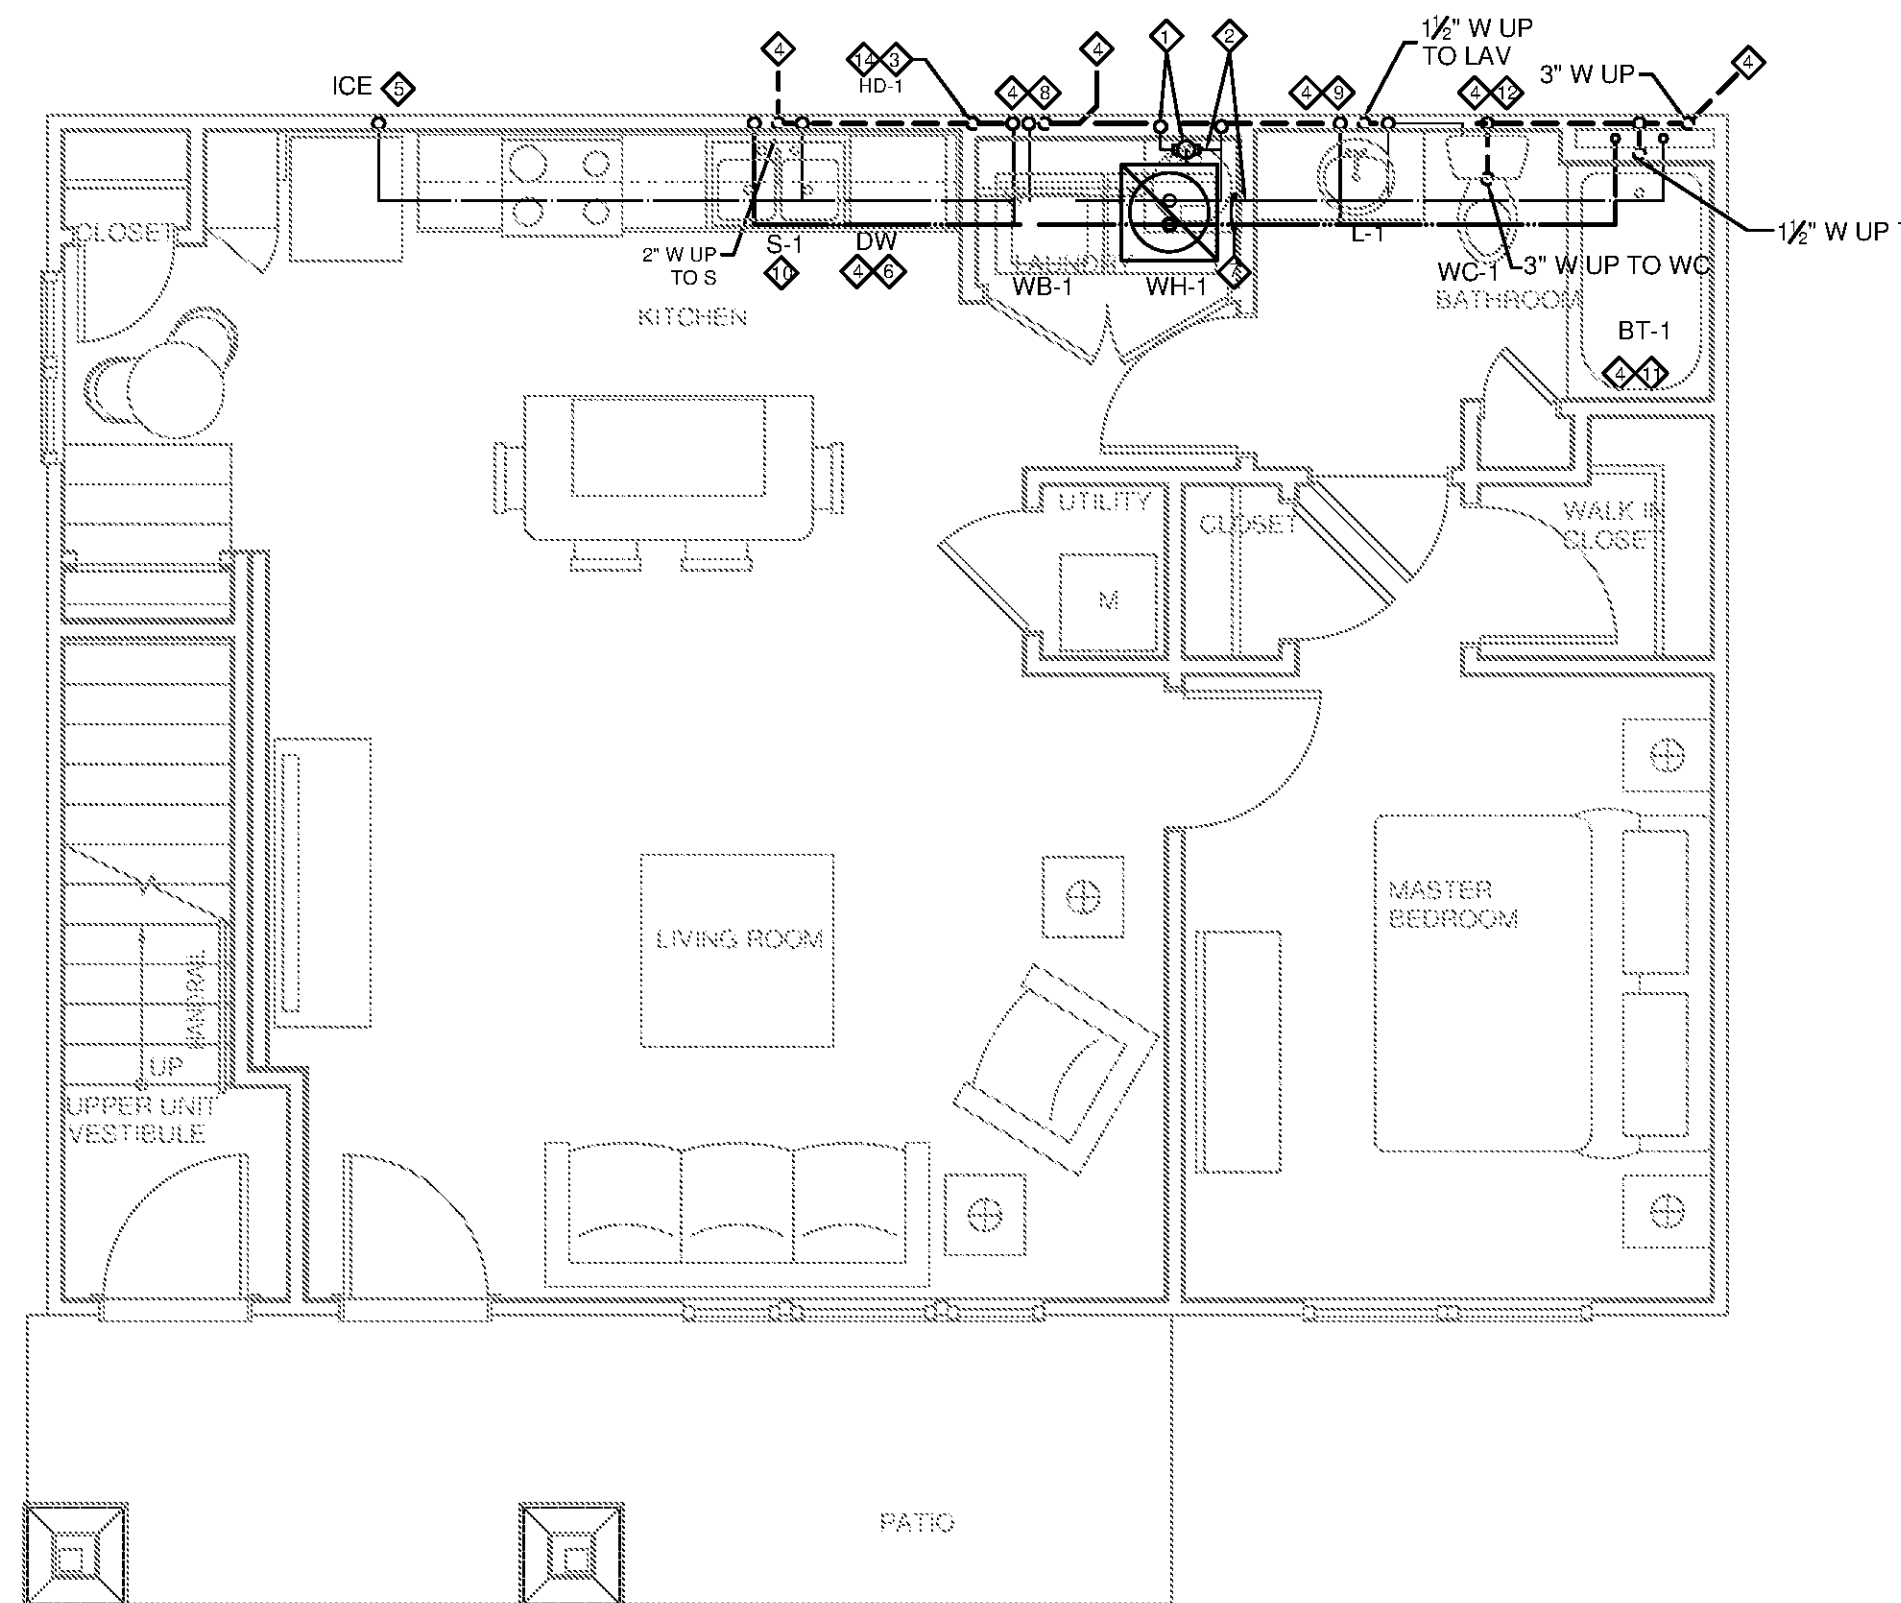 1½" W UP
TO LAV
4
14 3
HD-1
4
1
2
3" W UP
4
ICE 5
4 8
4 9
4 12
CLOSET
2" W UP
TO S
S-1
10
DW
4 6
WB-1
WH-1
7
L-1
WC-1
3" W UP TO WC
1½" W UP
KITCHEN
BATHROOM
BT-1
4 11
UTILITY
CLOSET
WALK IN
CLOSET
M
MASTER
BEDROOM
LIVING ROOM
HANDRAIL
UP
UPPER UNIT
VESTIBULE
PATIO